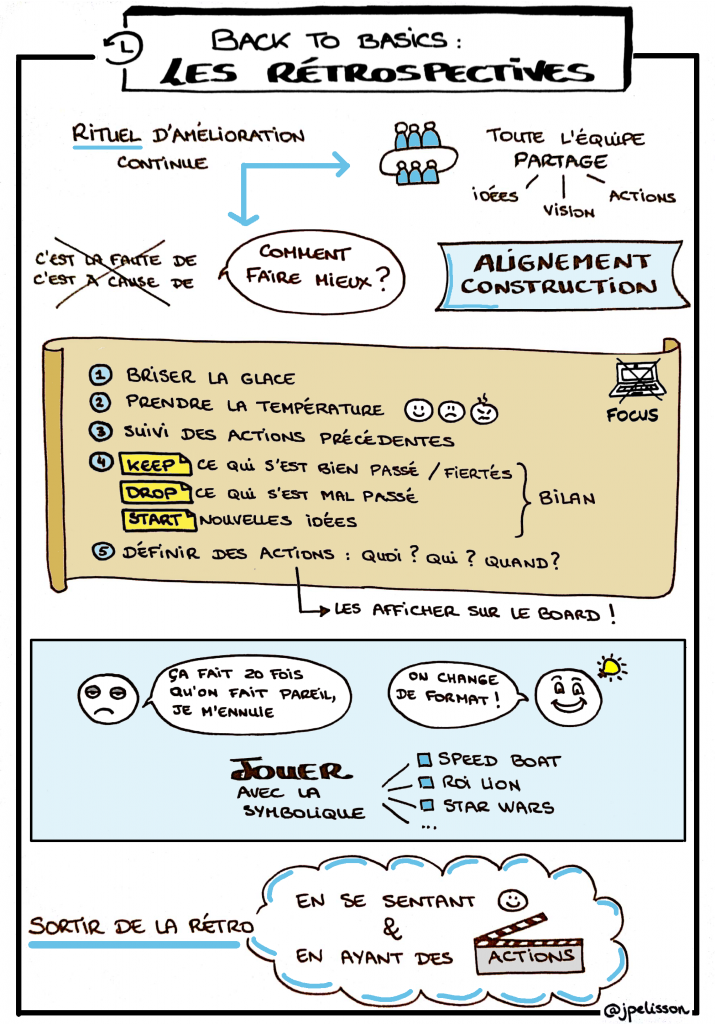 BACK TO BASICS :
LES RÉTROSPECTIVES
RITUEL D'AMÉLIORATION
CONTINUE
TOUTE L'ÉQUIPE
PARTAGE
IDÉES
VISION
ACTIONS
C'EST LA FAUTE DE
C'EST A CAUSE DE
COMMENT
FAIRE MIEUX ?
ALIGNEMENT
CONSTRUCTION
1 BRISER LA GLACE
2 PRENDRE LA TEMPÉRATURE
3 SUIVI DES ACTIONS PRÉCÉDENTES
FOCUS
4 KEEP CE QUI S'EST BIEN PASSÉ / FIERTÉS
DROP CE QUI S'EST MAL PASSÉ
START NOUVELLES IDÉES
BILAN
5 DÉFINIR DES ACTIONS : QUOI ? QUI ? QUAND ?
LES AFFICHER SUR LE BOARD !
ÇA FAIT 20 FOIS
QU'ON FAIT PAREIL,
JE M'ENNUIE
ON CHANGE
DE FORMAT !
JOUER
AVEC LA
SYMBOLIQUE
SPEED BOAT
ROI LION
STAR WARS
...
SORTIR DE LA RÉTRO
EN SE SENTANT
&
EN AYANT DES ACTIONS
@jpelisson